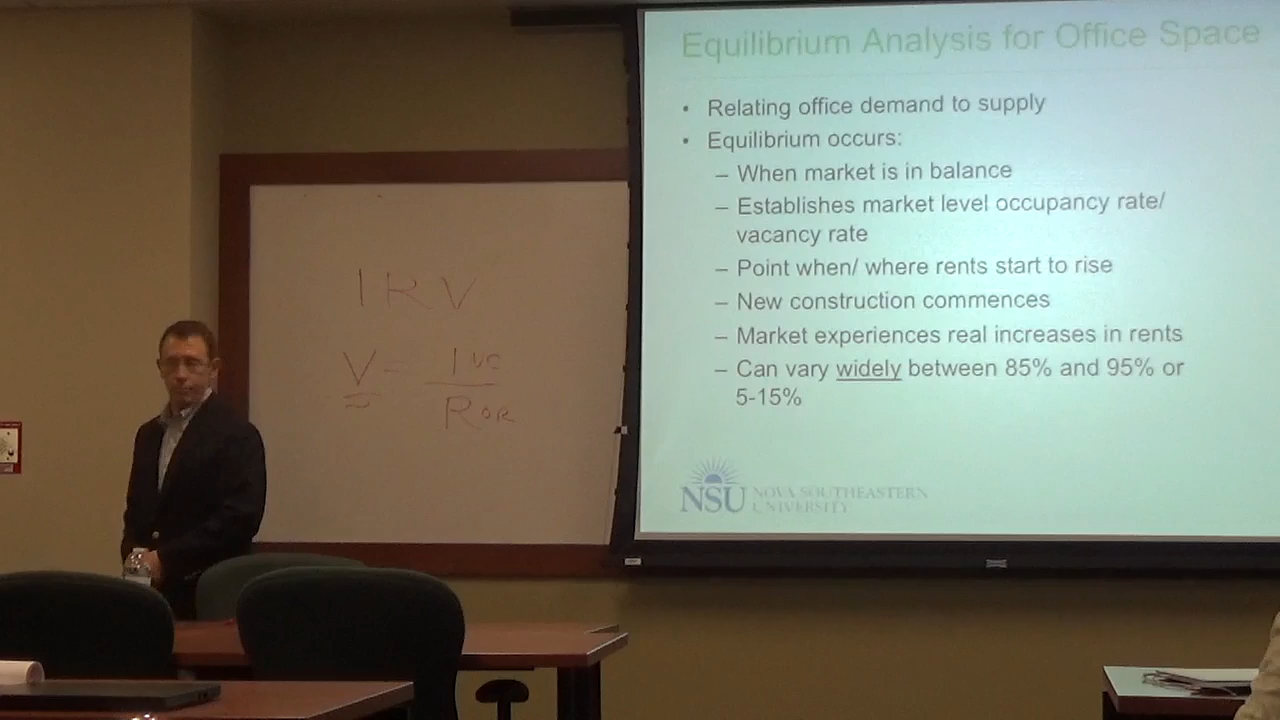 I R V
V = Inc
R OR
Equilibrium Analysis for Office Space
• Relating office demand to supply
• Equilibrium occurs:
– When market is in balance
– Establishes market level occupancy rate/
vacancy rate
– Point when/ where rents start to rise
– New construction commences
– Market experiences real increases in rents
– Can vary widely between 85% and 95% or
5-15%
NSU NOVA SOUTHEASTERN
UNIVERSITY